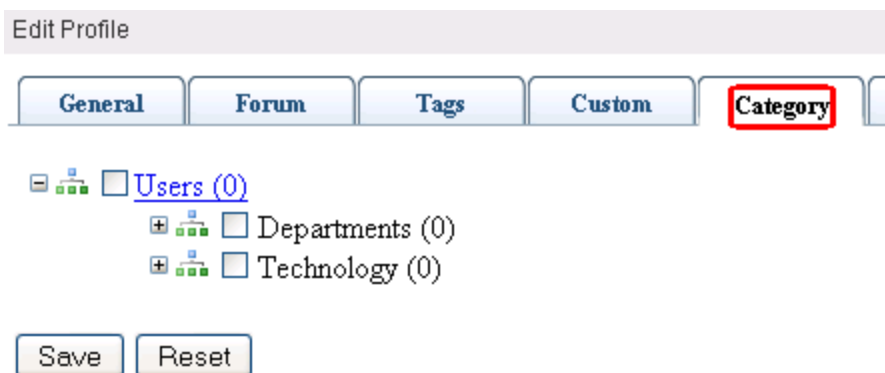 Edit Profile
General Forum Tags Custom Category
Users (0)
Departments (0)
Technology (0)
Save Reset